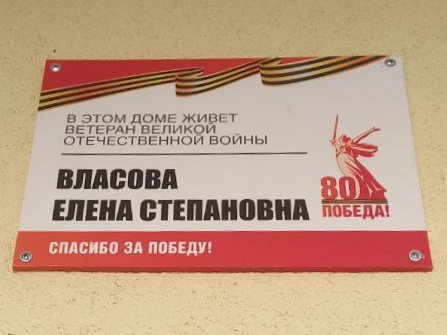 В ЭТОМ ДОМЕ ЖИВЕТ
ВЕТЕРАН ВЕЛИКОЙ
ОТЕЧЕСТВЕННОЙ ВОЙНЫ
ВЛАСОВА
ЕЛЕНА СТЕПАНОВНА
80
ПОБЕДА!
СПАСИБО ЗА ПОБЕДУ!